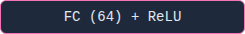 FC (64) + ReLU